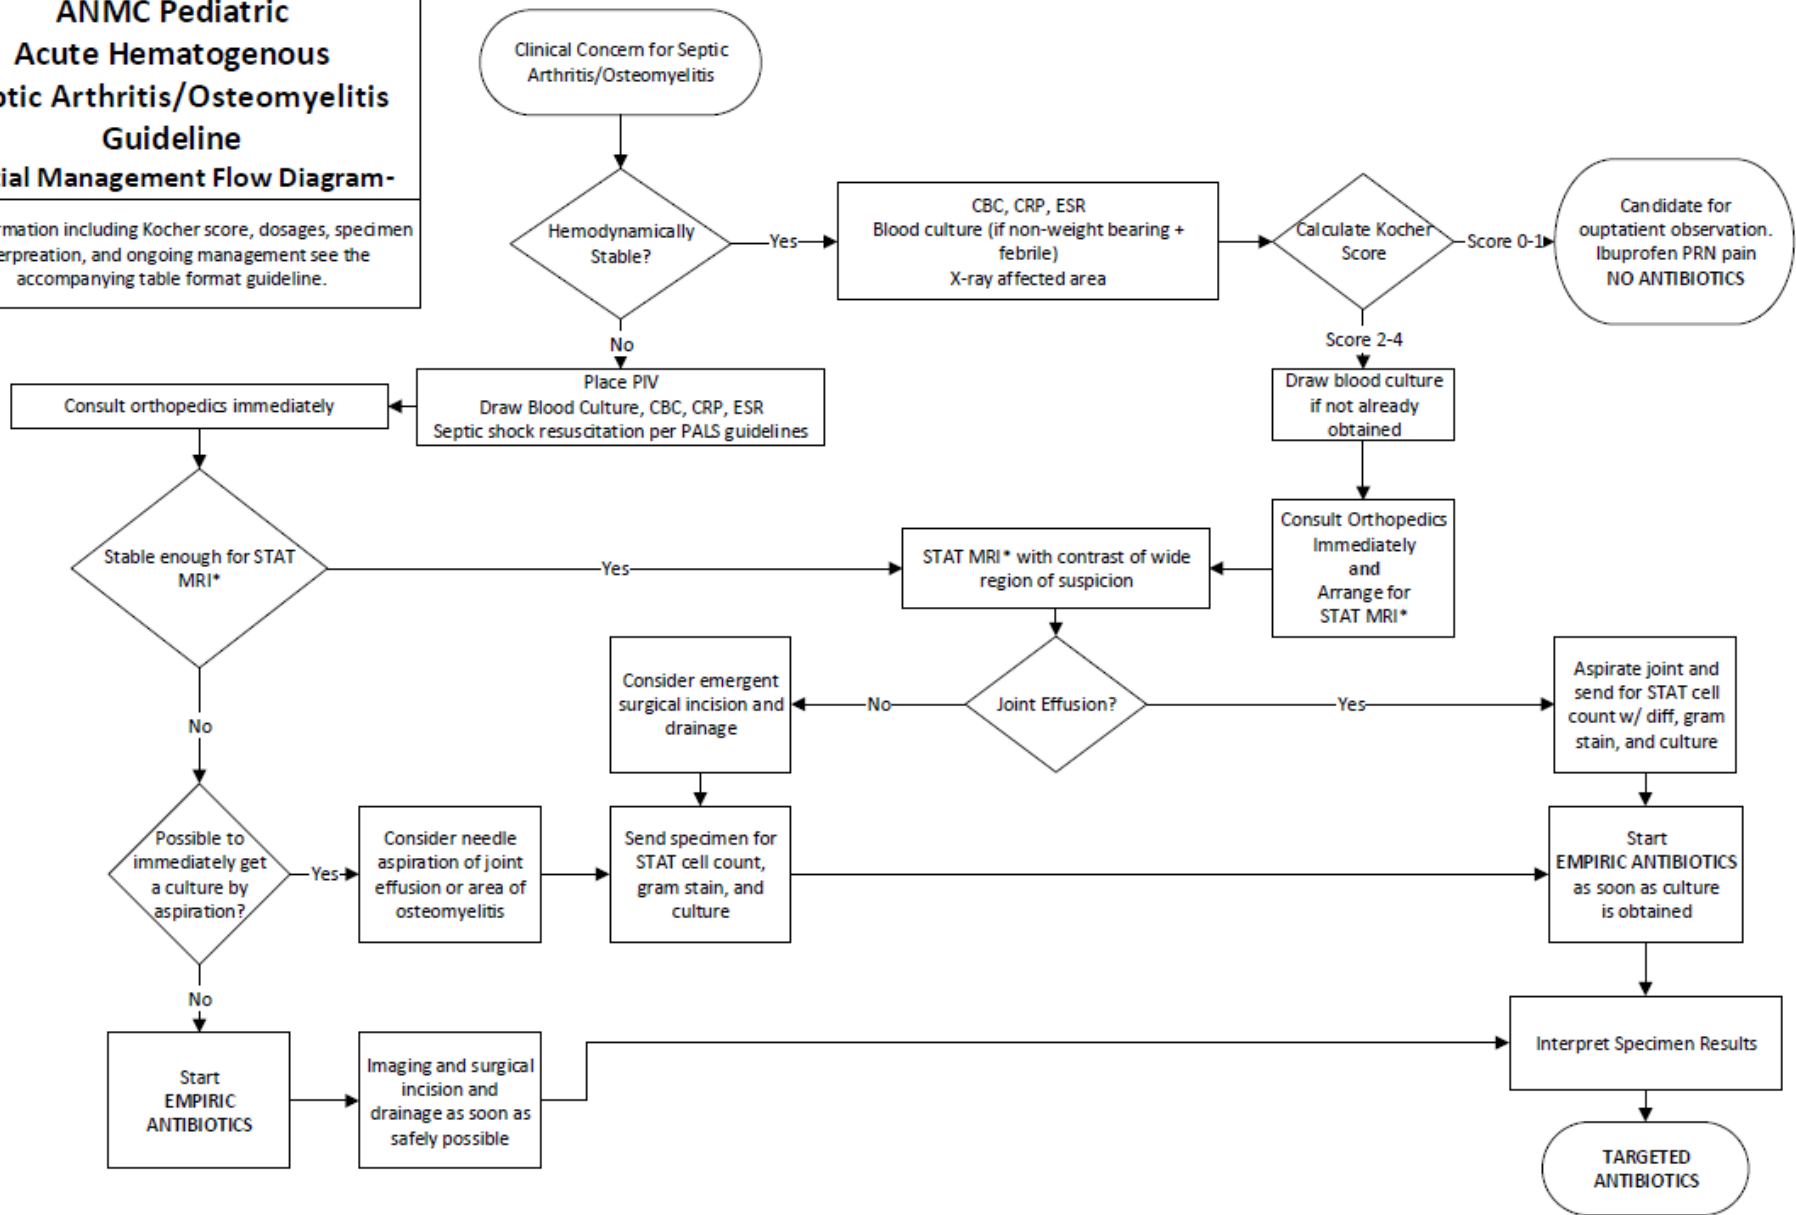 ANMC Pediatric
Acute Hematogenous
ptic Arthritis/Osteomyelitis
Guideline
ial Management Flow Diagram-
rmation including Kocher score, dosages, specimen
erpreation, and ongoing management see the
accompanying table format guideline.
Clinical Concern for Septic
Arthritis/Osteomyelitis
Hemodynamically
Stable?
Yes
CBC, CRP, ESR
Blood culture (if non-weight bearing +
febrile)
X-ray affected area
Calculate Kocher
Score
Score 0-1
Candidate for
ouptatient observation.
Ibuprofen PRN pain
NO ANTIBIOTICS
No
Score 2-4
Place PIV
Draw Blood Culture, CBC, CRP, ESR
Septic shock resuscitation per PALS guidelines
Consult orthopedics immediately
Draw blood culture
if not already
obtained
Stable enough for STAT
MRI*
Yes
STAT MRI* with contrast of wide
region of suspicion
Consult Orthopedics
Immediately
and
Arrange for
STAT MRI*
Consider emergent
surgical incision and
drainage
No
Joint Effusion?
Yes
Aspirate joint and
send for STAT cell
count w/ diff, gram
stain, and culture
No
Possible to
immediately get
a culture by
aspiration?
Yes
Consider needle
aspiration of joint
effusion or area of
osteomyelitis
Send specimen for
STAT cell count,
gram stain, and
culture
Start
EMPIRIC ANTIBIOTICS
as soon as culture
is obtained
No
Start
EMPIRIC
ANTIBIOTICS
Imaging and surgical
incision and
drainage as soon as
safely possible
Interpret Specimen Results
TARGETED
ANTIBIOTICS